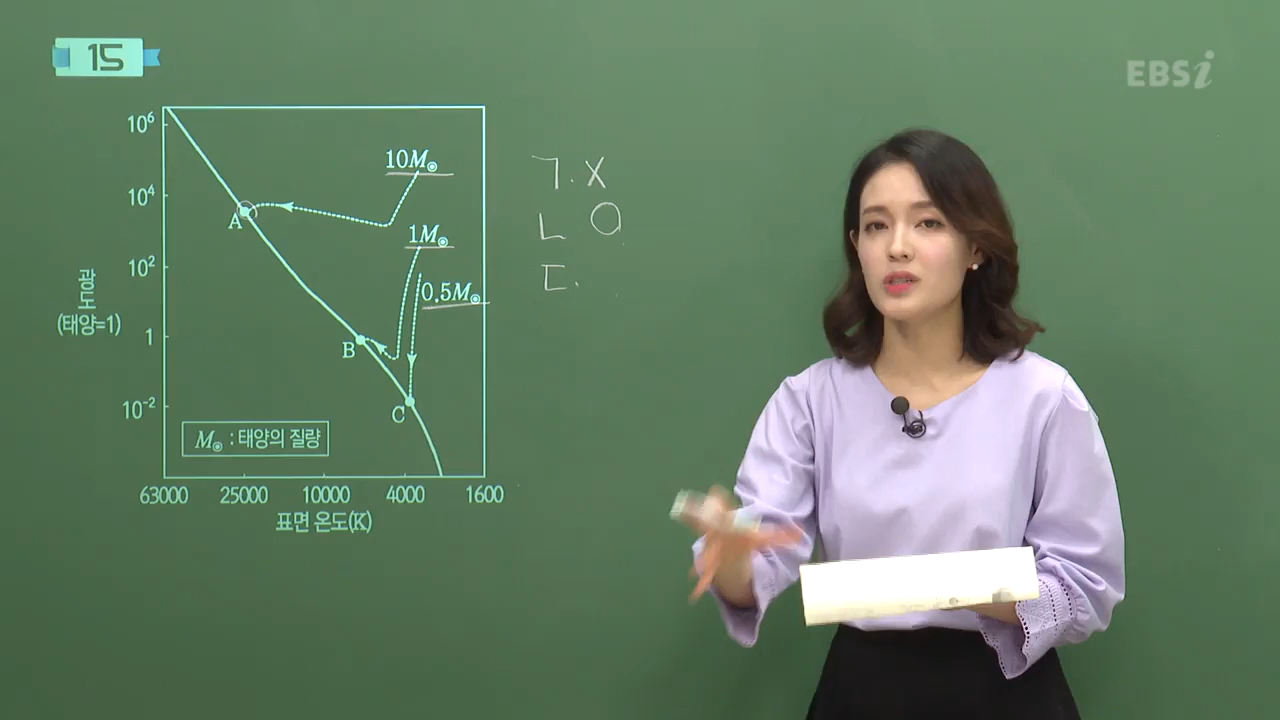 15
EBSi
10⁶
10⁴
10²
1
10⁻²
광도
(태양=1)
10M⊙
1M⊙
0.5M⊙
A
B
C
M⊙ : 태양의 질량
63000 25000 10000 4000 1600
표면 온도(K)
ㄱ. X
ㄴ O
ㄷ.